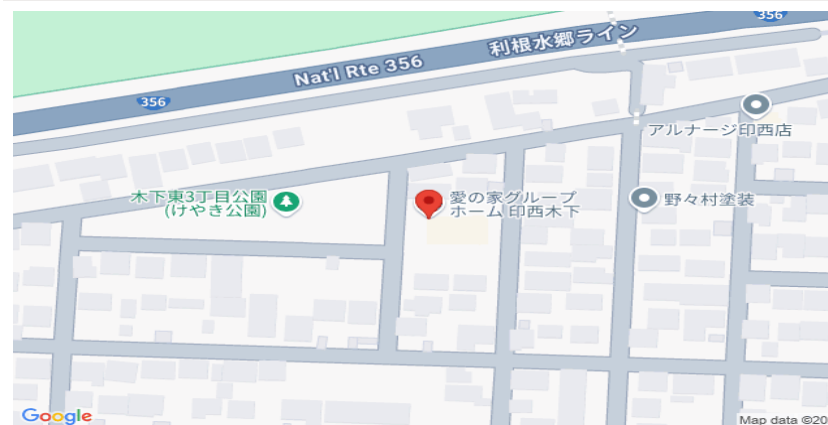 356
利根水郷ライン
Nat'l Rte 356
356
アルナージ印西店
木下東3丁目公園
(けやき公園)
愛の家グループ
ホーム 印西木下
野々村塗装
Google
Map data ©20